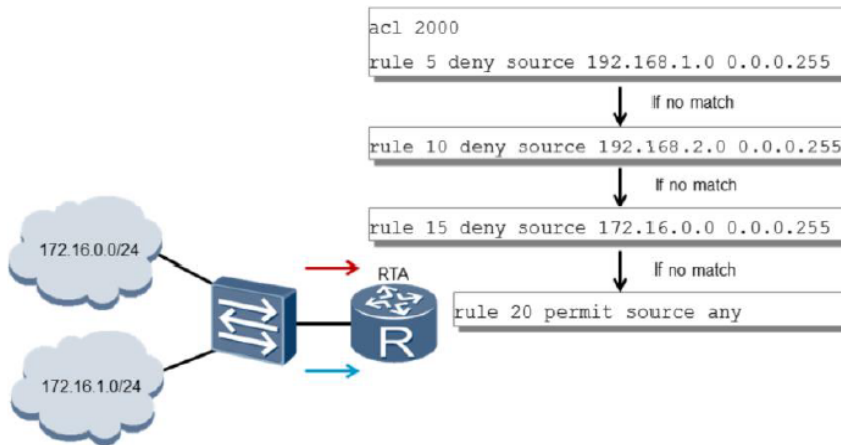 acl 2000
rule 5 deny source 192.168.1.0 0.0.0.255
If no match
rule 10 deny source 192.168.2.0 0.0.0.255
If no match
rule 15 deny source 172.16.0.0 0.0.0.255
If no match
rule 20 permit source any
172.16.0.0/24
RTA
R
172.16.1.0/24